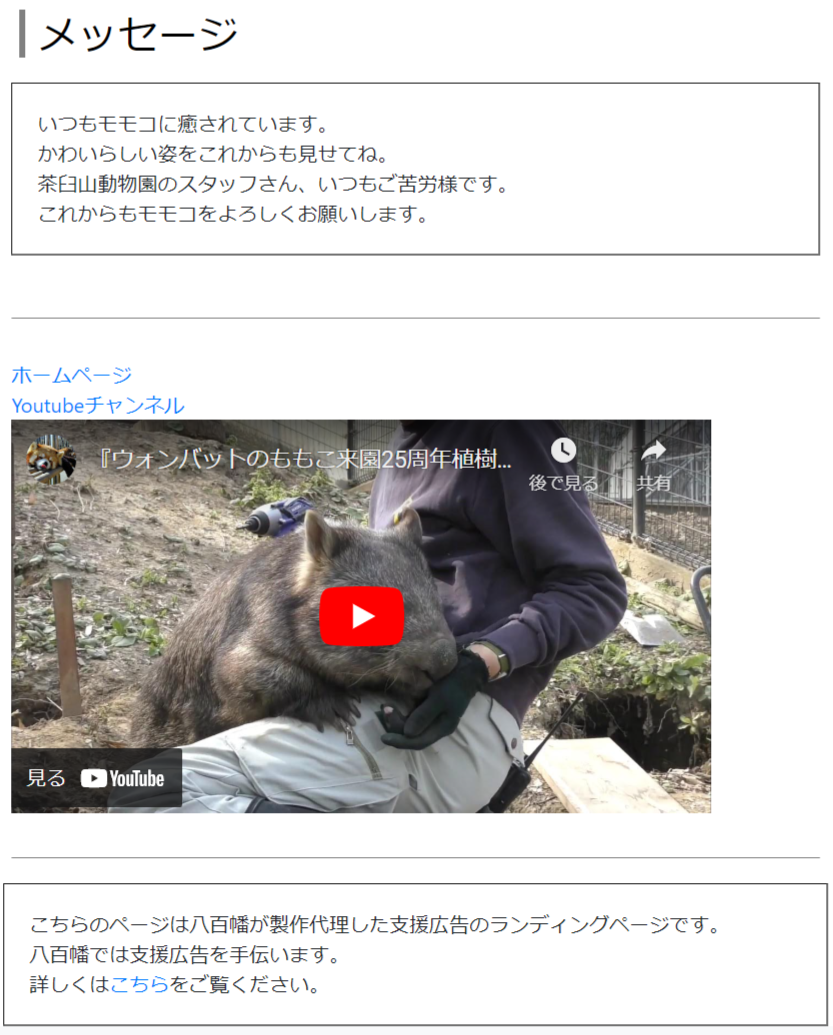 メッセージ
いつもモモコに癒されています。
かわいらしい姿をこれからも見せてね。
茶臼山動物園のスタッフさん、いつもご苦労様です。
これからもモモコをよろしくお願いします。
ホームページ
Youtubeチャンネル
『ウォンバットのももこ来園25周年植樹...
後で見る
共有
見る YouTube
こちらのページは八百幡が製作代理した支援広告のランディングページです。
八百幡では支援広告を手伝います。
詳しくはこちらをご覧ください。